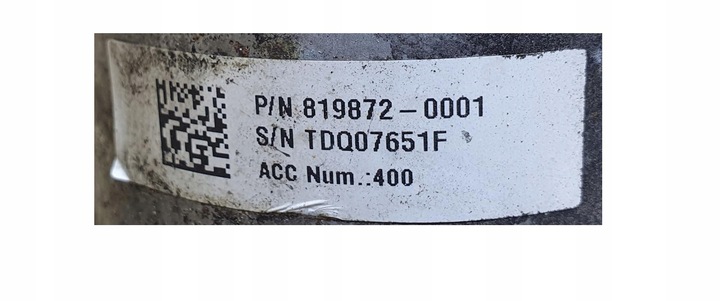 P/N 819872-0001
S/N TDQ07651F
ACC Num.:400